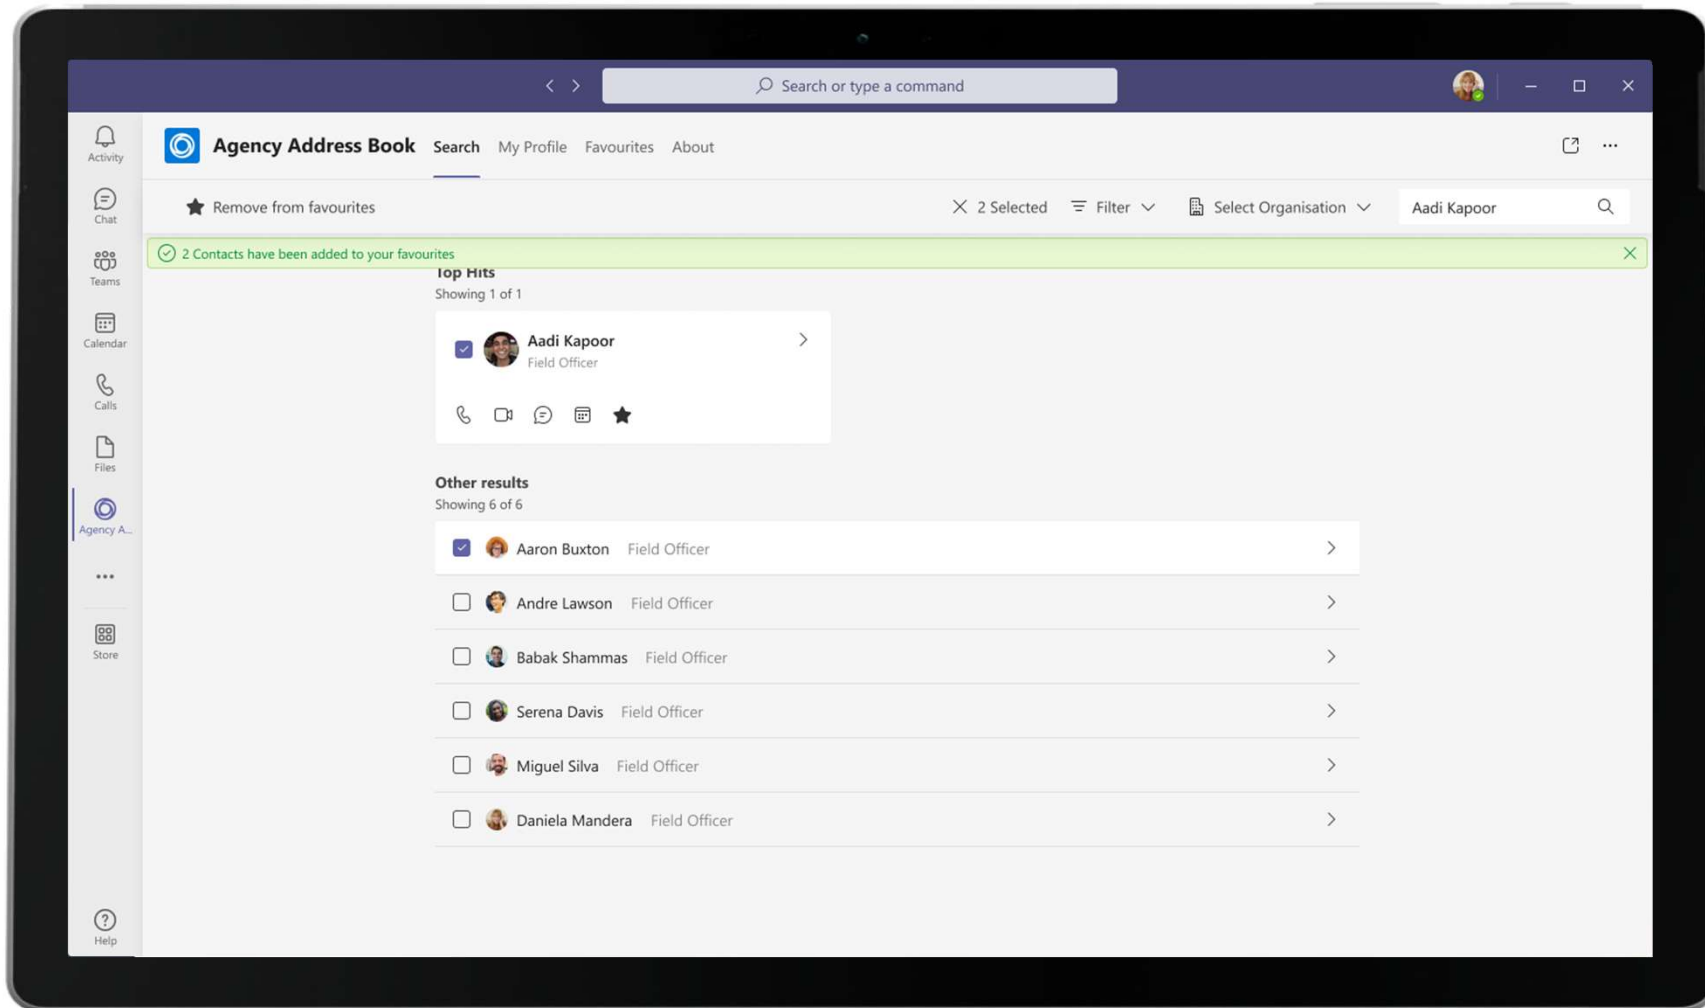 Search or type a command
Activity
Agency Address Book Search My Profile Favourites About
Chat
Remove from favourites 2 Selected Filter Select Organisation Aadi Kapoor
2 Contacts have been added to your favourites
Teams
Top Hits
Showing 1 of 1
Calendar
Aadi Kapoor
Field Officer
Calls
Files
Other results
Showing 6 of 6
Agency A...
Aaron Buxton Field Officer
Andre Lawson Field Officer
Store
Babak Shammas Field Officer
Serena Davis Field Officer
Miguel Silva Field Officer
Daniela Mandera Field Officer
Help